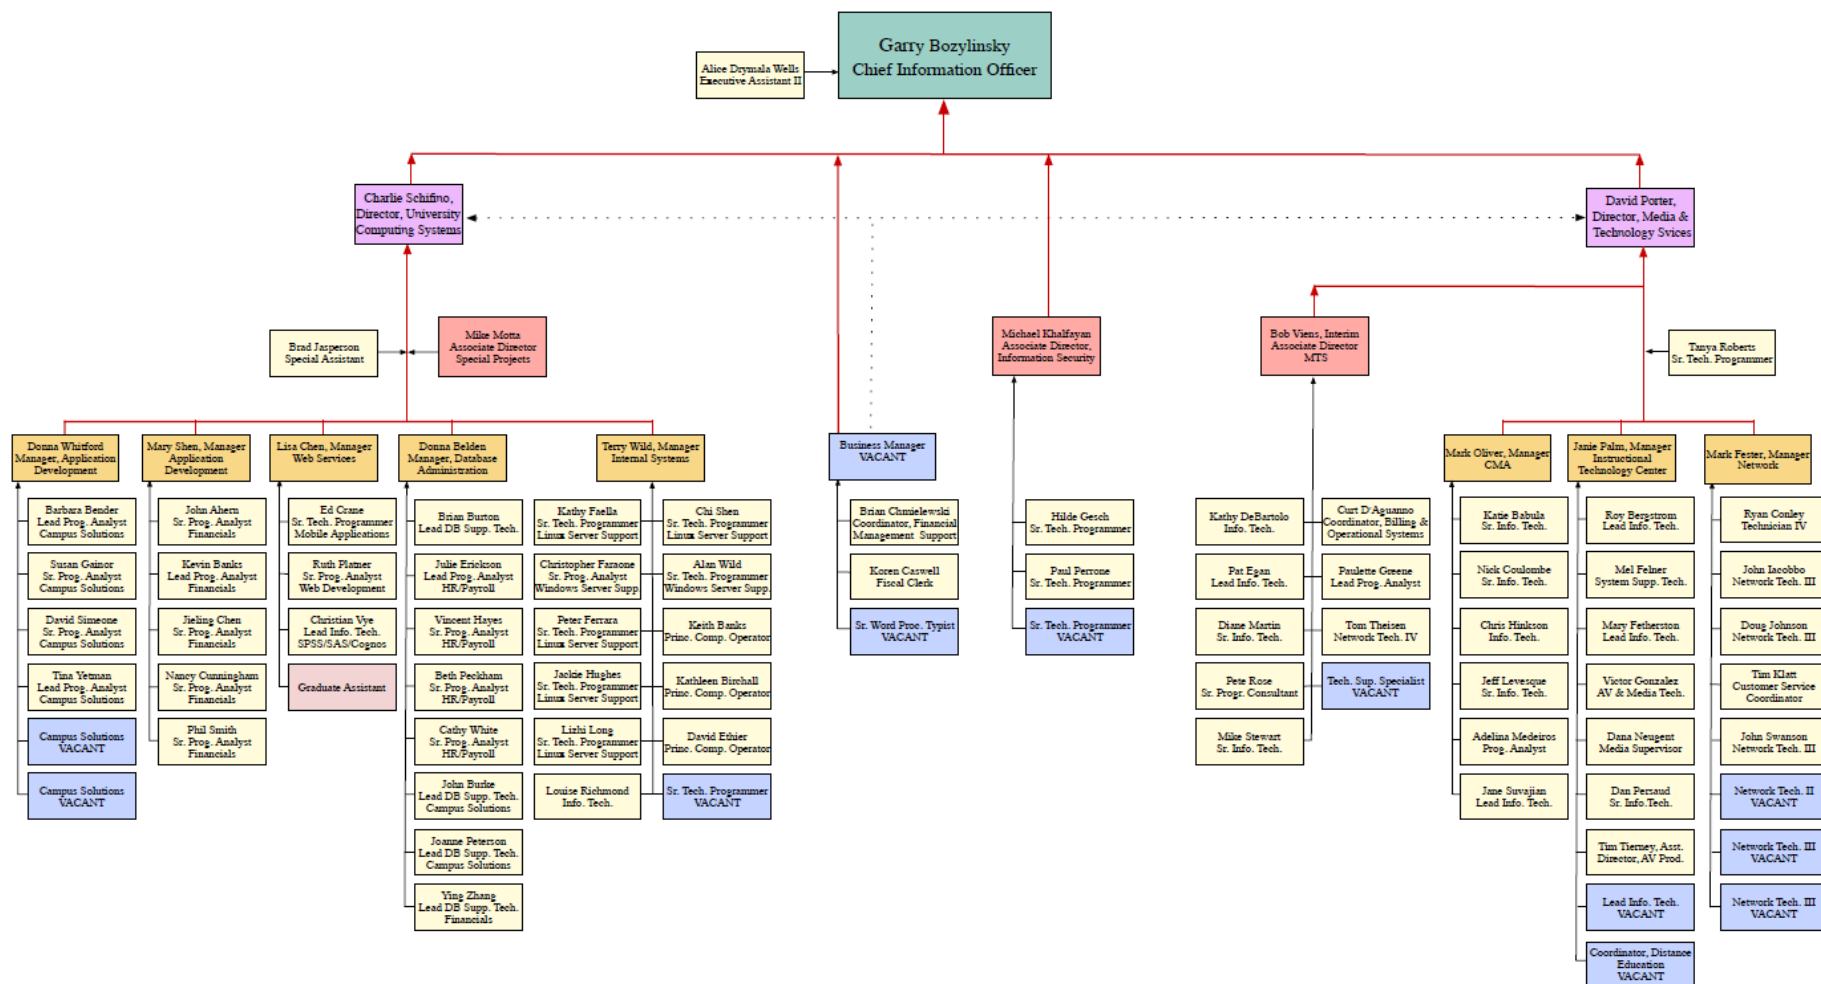 Garry Bozylinsky
Chief Information Officer
Alice Drymala Wells
Executive Assistant II
Charlie Schifino,
Director, University
Computing Systems
David Porter,
Director, Media &
Technology Svices
Brad Jasperson
Special Assistant
Mike Motta
Associate Director
Special Projects
Michael Khalfayan
Associate Director,
Information Security
Bob Viens, Interim
Associate Director
MTS
Tanya Roberts
Sr. Tech. Programmer
Donna Whitford
Manager, Application
Development
Barbara Bender
Lead Prog. Analyst
Campus Solutions
Susan Gainor
Sr. Prog. Analyst
Campus Solutions
David Simeone
Sr. Prog. Analyst
Campus Solutions
Tina Yetman
Lead Prog. Analyst
Campus Solutions
Campus Solutions
VACANT
Campus Solutions
VACANT
Mary Shen, Manager
Application
Development
John Ahern
Sr. Prog. Analyst
Financials
Kevin Banks
Lead Prog. Analyst
Financials
Jieling Chen
Sr. Prog. Analyst
Financials
Nancy Cunningham
Sr. Prog. Analyst
Financials
Phil Smith
Sr. Prog. Analyst
Financials
Lisa Chen, Manager
Web Services
Ed Crane
Sr. Tech. Programmer
Mobile Applications
Ruth Platner
Sr. Prog. Analyst
Web Development
Christian Vye
Lead Info. Tech.
SPSS/SAS/Cognos
Graduate Assistant
Donna Belden
Manager, Database
Administration
Brian Burton
Lead DB Supp. Tech.
Julie Erickson
Lead Prog. Analyst
HR/Payroll
Vincent Hayes
Sr. Prog. Analyst
HR/Payroll
Beth Peckham
Sr. Prog. Analyst
HR/Payroll
Cathy White
Sr. Prog. Analyst
HR/Payroll
John Burke
Lead DB Supp. Tech.
Campus Solutions
Joanne Peterson
Lead DB Supp. Tech.
Campus Solutions
Ying Zhang
Lead DB Supp. Tech.
Financials
Terry Wild, Manager
Internal Systems
Kathy Faella
Sr. Tech. Programmer
Linux Server Support
Christopher Faraone
Sr. Prog. Analyst
Windows Server Supp.
Peter Ferrara
Sr. Tech. Programmer
Linux Server Support
Jackie Hughes
Sr. Tech. Programmer
Linux Server Support
Lizhi Long
Sr. Tech. Programmer
Linux Server Support
Louise Richmond
Info. Tech.
Chi Shen
Sr. Tech. Programmer
Linux Server Support
Alan Wild
Sr. Tech. Programmer
Windows Server Supp.
Keith Banks
Princ. Comp. Operator
Kathleen Birchall
Princ. Comp. Operator
David Ethier
Princ. Comp. Operator
Sr. Tech. Programmer
VACANT
Business Manager
VACANT
Brian Chmielewski
Coordinator, Financial
Management Support
Koren Caswell
Fiscal Clerk
Sr. Word Proc. Typist
VACANT
Hilde Gesch
Sr. Tech. Programmer
Paul Perrone
Sr. Tech. Programmer
Sr. Tech. Programmer
VACANT
Kathy DeBartolo
Info. Tech.
Pat Egan
Lead Info. Tech.
Diane Martin
Sr. Info. Tech.
Pete Rose
Sr. Progr. Consultant
Mike Stewart
Sr. Info. Tech.
Curt D'Aguanno
Coordinator, Billing &
Operational Systems
Paulette Greene
Lead Prog. Analyst
Tom Theisen
Network Tech. IV
Tech. Sup. Specialist
VACANT
Mark Oliver, Manager
CMA
Katie Babula
Sr. Info. Tech.
Nick Coulombe
Sr. Info. Tech.
Chris Hinkson
Info. Tech.
Jeff Levesque
Sr. Info. Tech.
Adelina Medeiros
Prog. Analyst
Jane Suvajian
Lead Info. Tech.
Janie Palm, Manager
Instructional
Technology Center
Roy Bergstrom
Lead Info. Tech.
Mel Felner
System Supp. Tech.
Mary Fetherston
Lead Info. Tech.
Victor Gonzalez
AV & Media Tech.
Dana Neugent
Media Supervisor
Dan Persaud
Sr. Info.Tech.
Tim Tierney, Asst.
Director, AV Prod.
Lead Info. Tech.
VACANT
Coordinator, Distance
Education
VACANT
Mark Fester, Manager
Network
Ryan Conley
Technician IV
John Iacobbo
Network Tech. III
Doug Johnson
Network Tech. III
Tim Klatt
Customer Service
Coordinator
John Swanson
Network Tech. III
Network Tech. II
VACANT
Network Tech. III
VACANT
Network Tech. III
VACANT